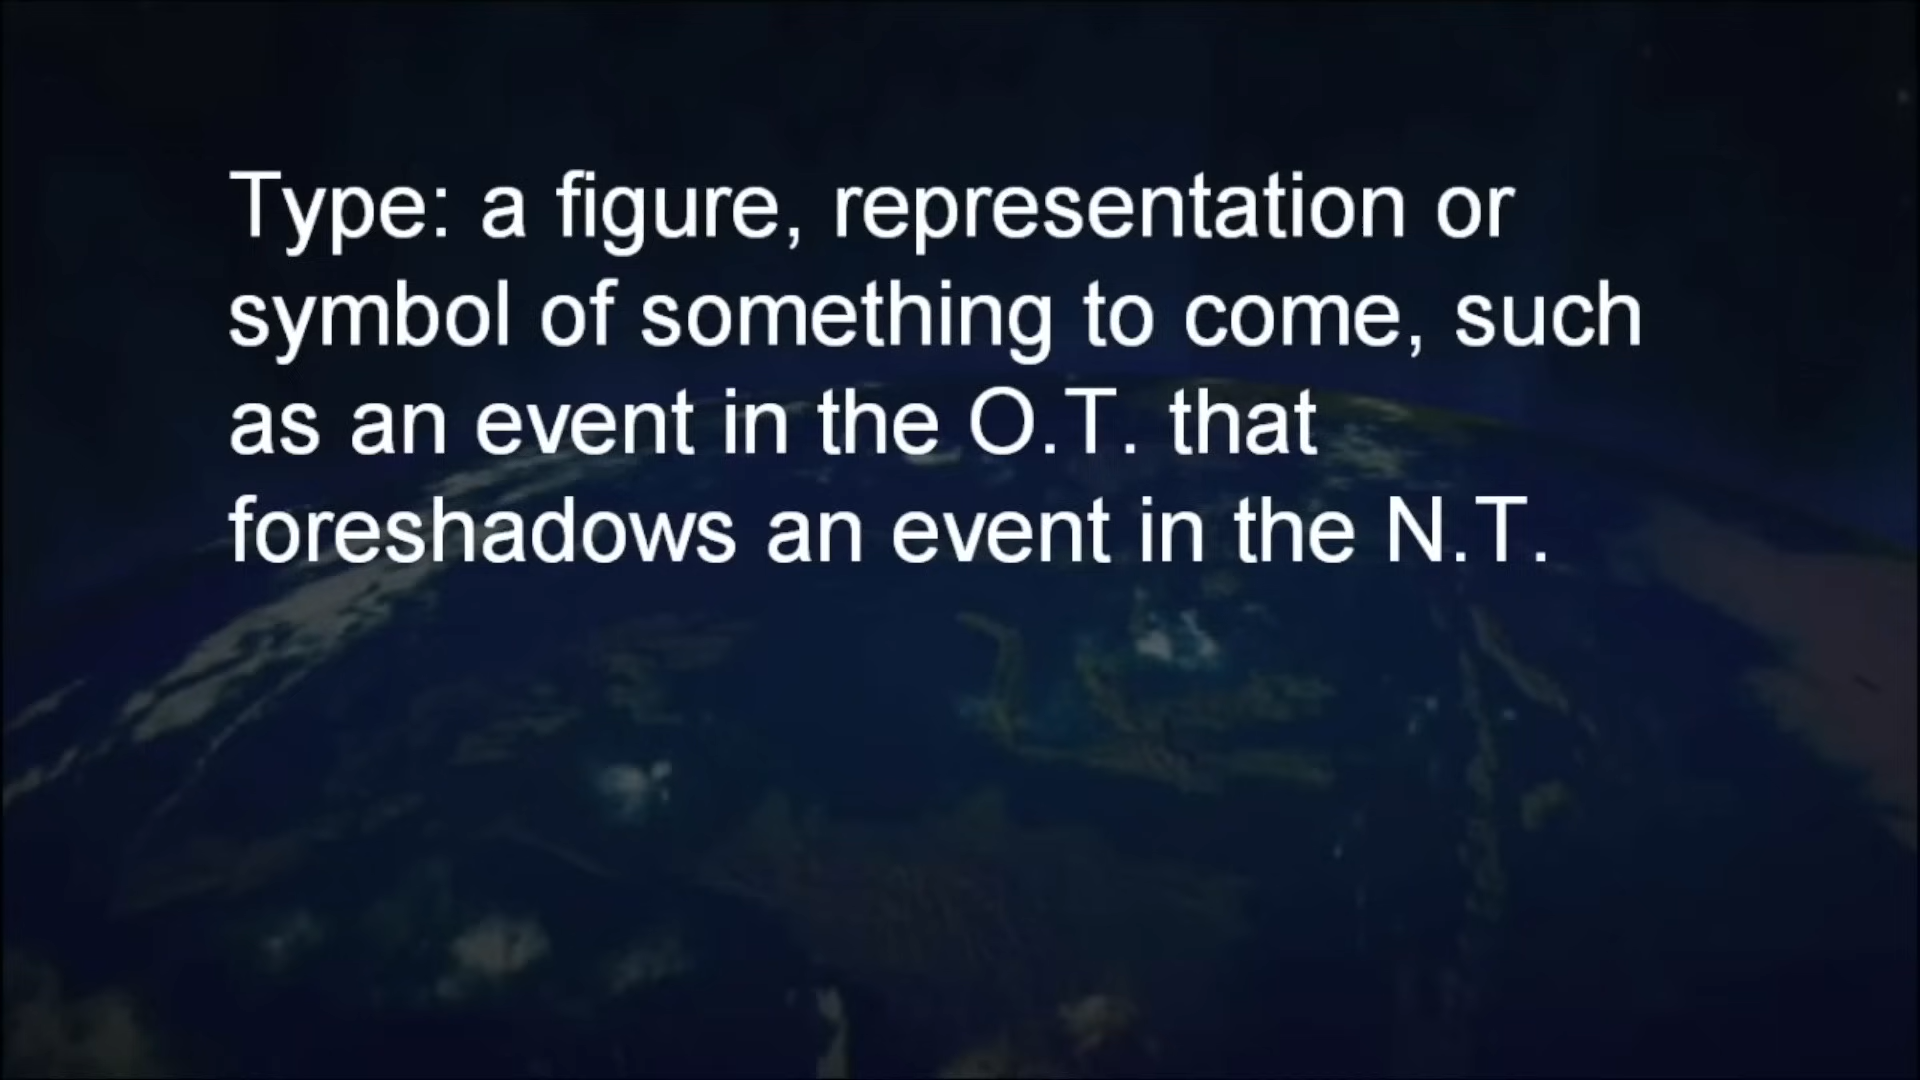 Type: a figure, representation or
symbol of something to come, such
as an event in the O.T. that
foreshadows an event in the N.T.